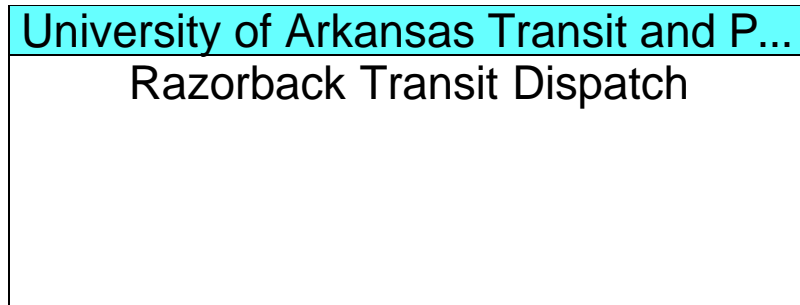 University of Arkansas Transit and P...
Razorback Transit Dispatch